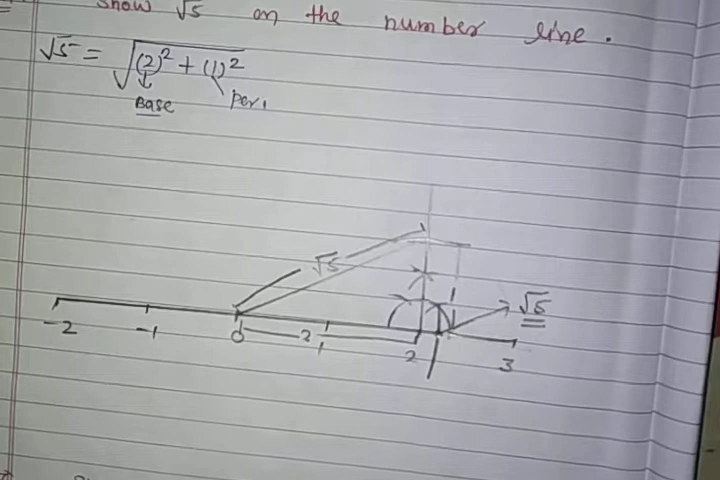 Show √5 on the number line.
√5 = √(2)² + (1)²
Base per.
√5
1 √5
-2 -1 0 2 1 2 3